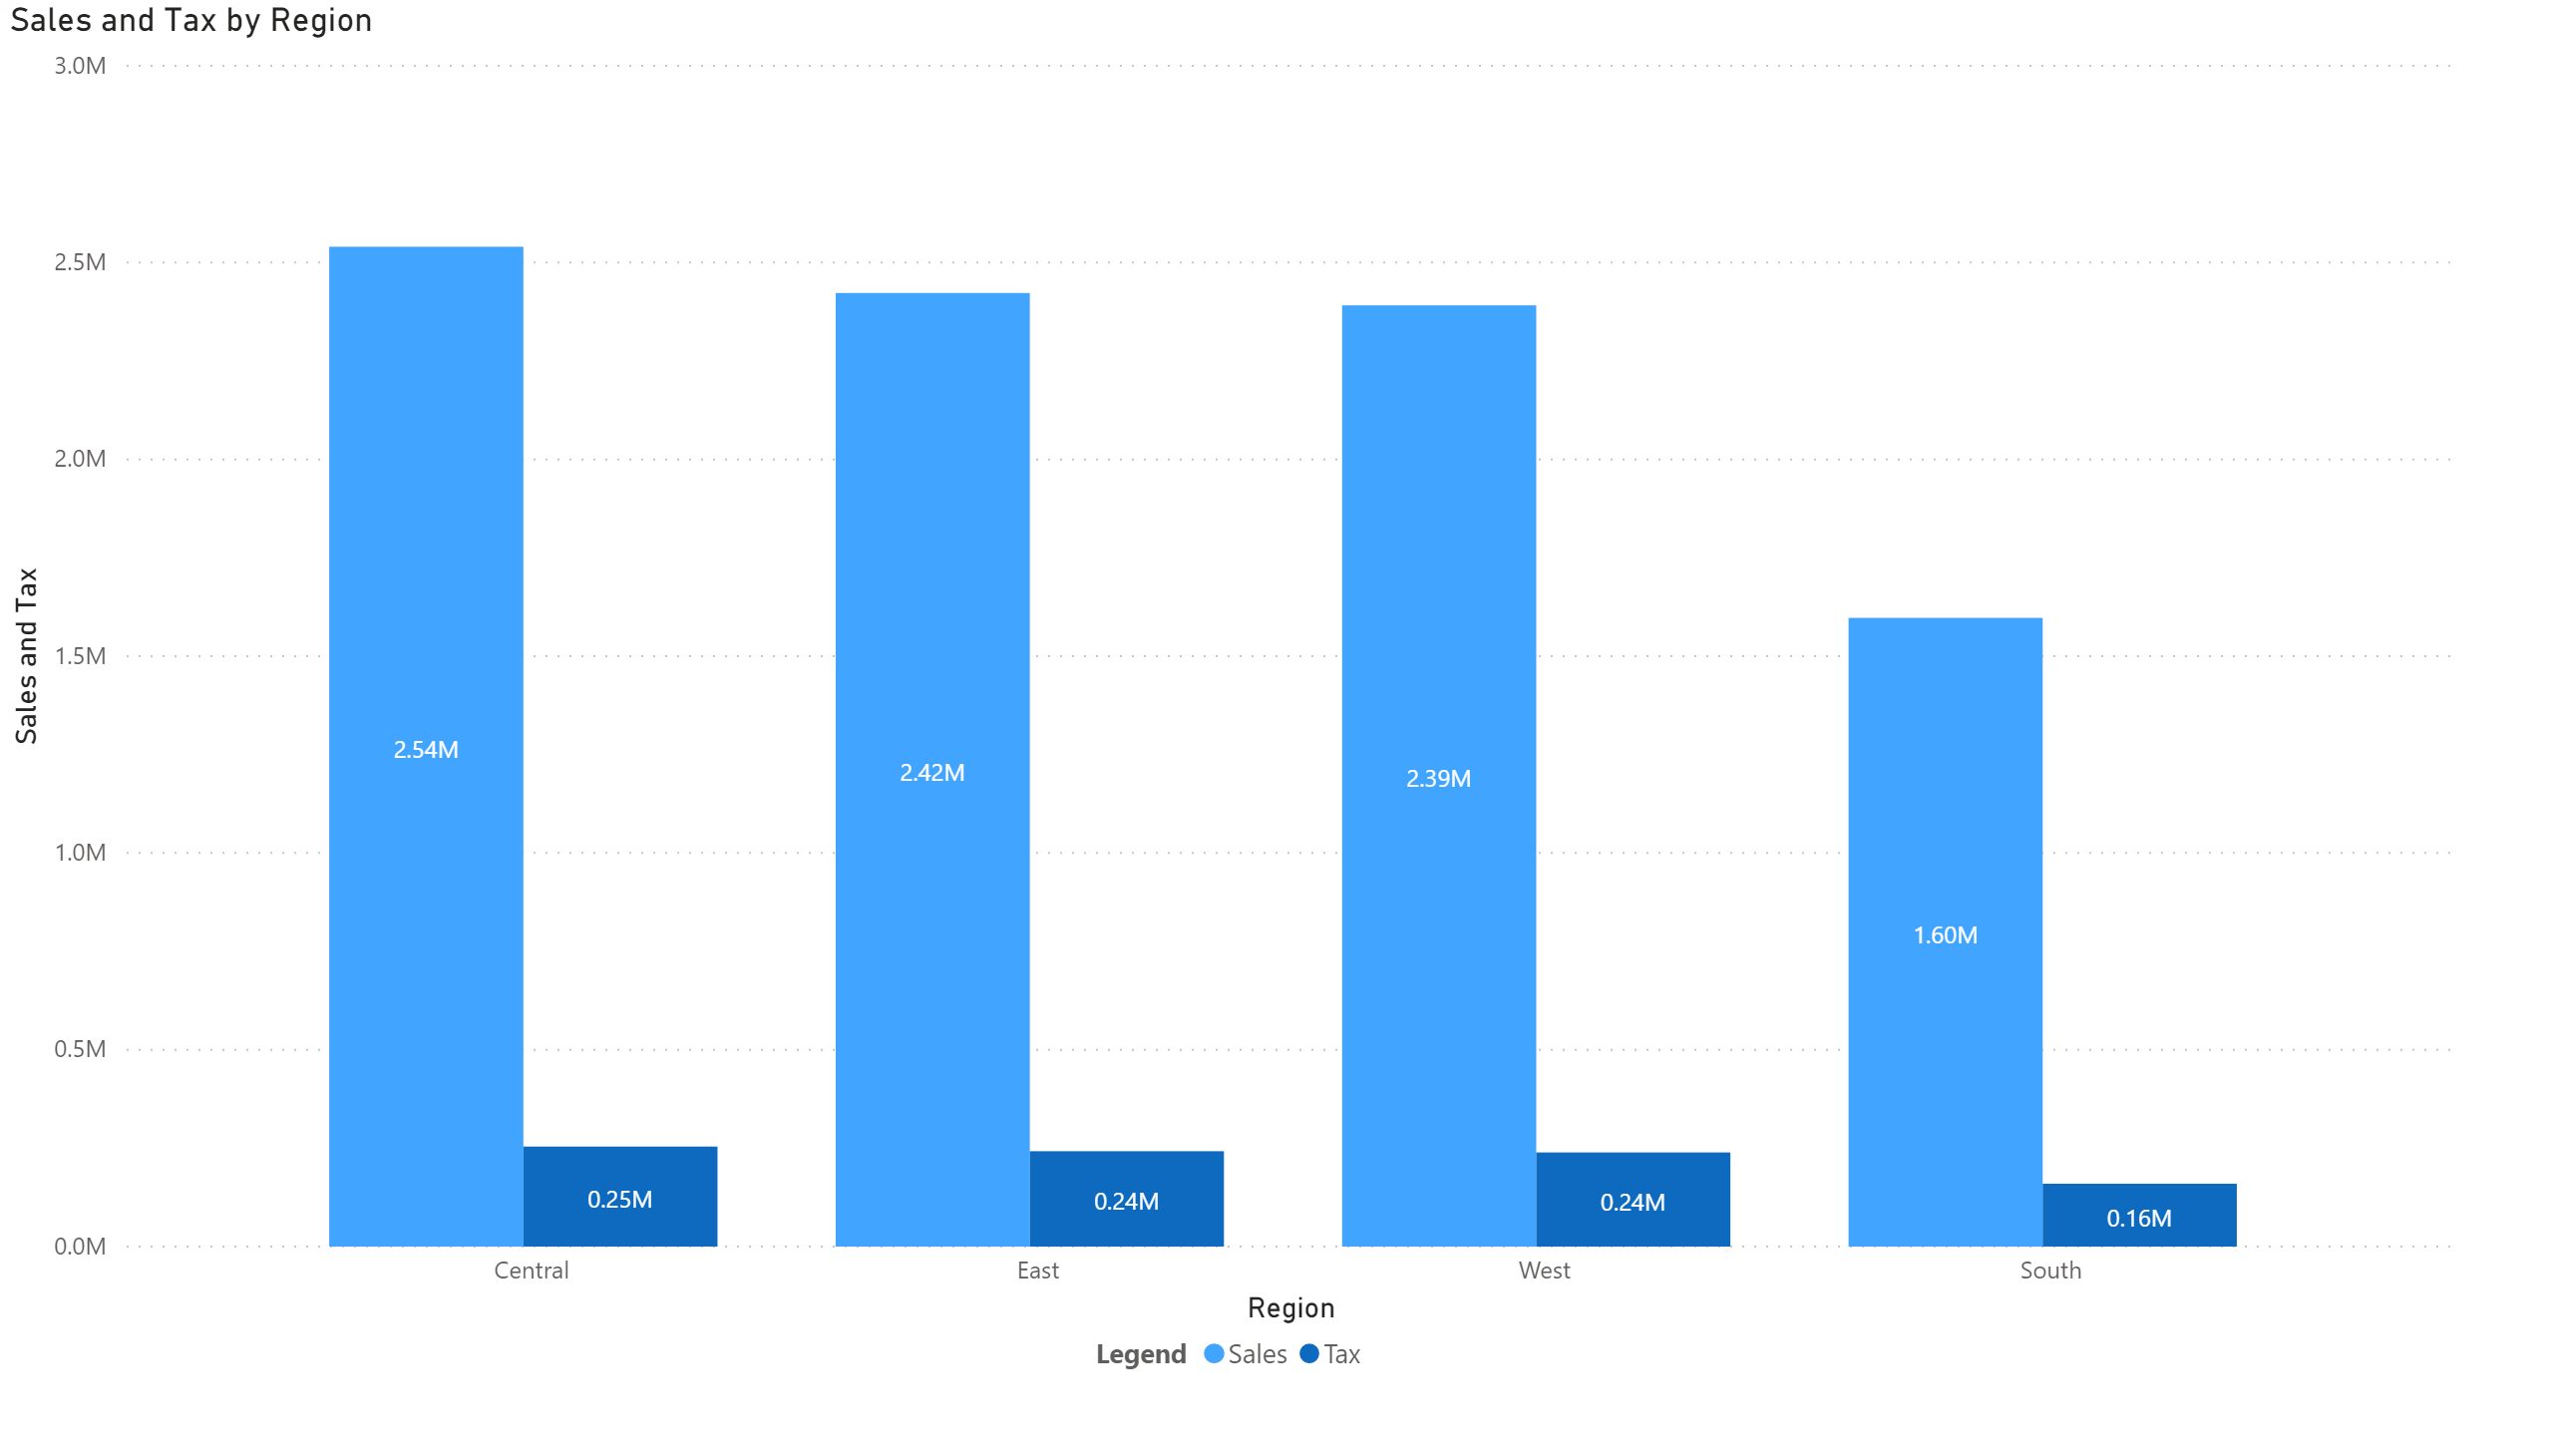 Sales and Tax by Region
3.0M
2.5M
2.0M
1.5M
1.0M
0.5M
0.0M
Sales and Tax
2.54M
0.25M
2.42M
0.24M
2.39M
0.24M
1.60M
0.16M
Central East West South
Region
Legend Sales Tax